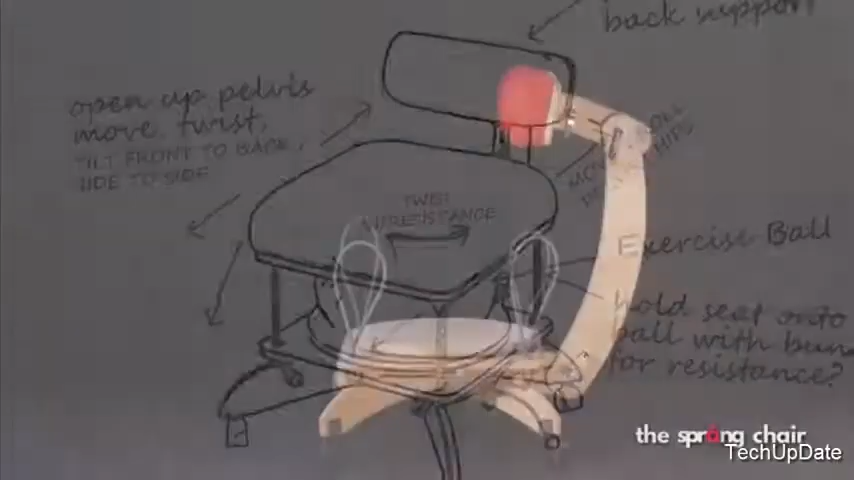 back support
open up pelvis
move, twist,
TILT FRONT TO BACK,
SIDE TO SIDE
TWIST
RESISTANCE
Exercise Ball
hold seat onto
ball with bun
for resistance?
the sprang chair
TechUpDate